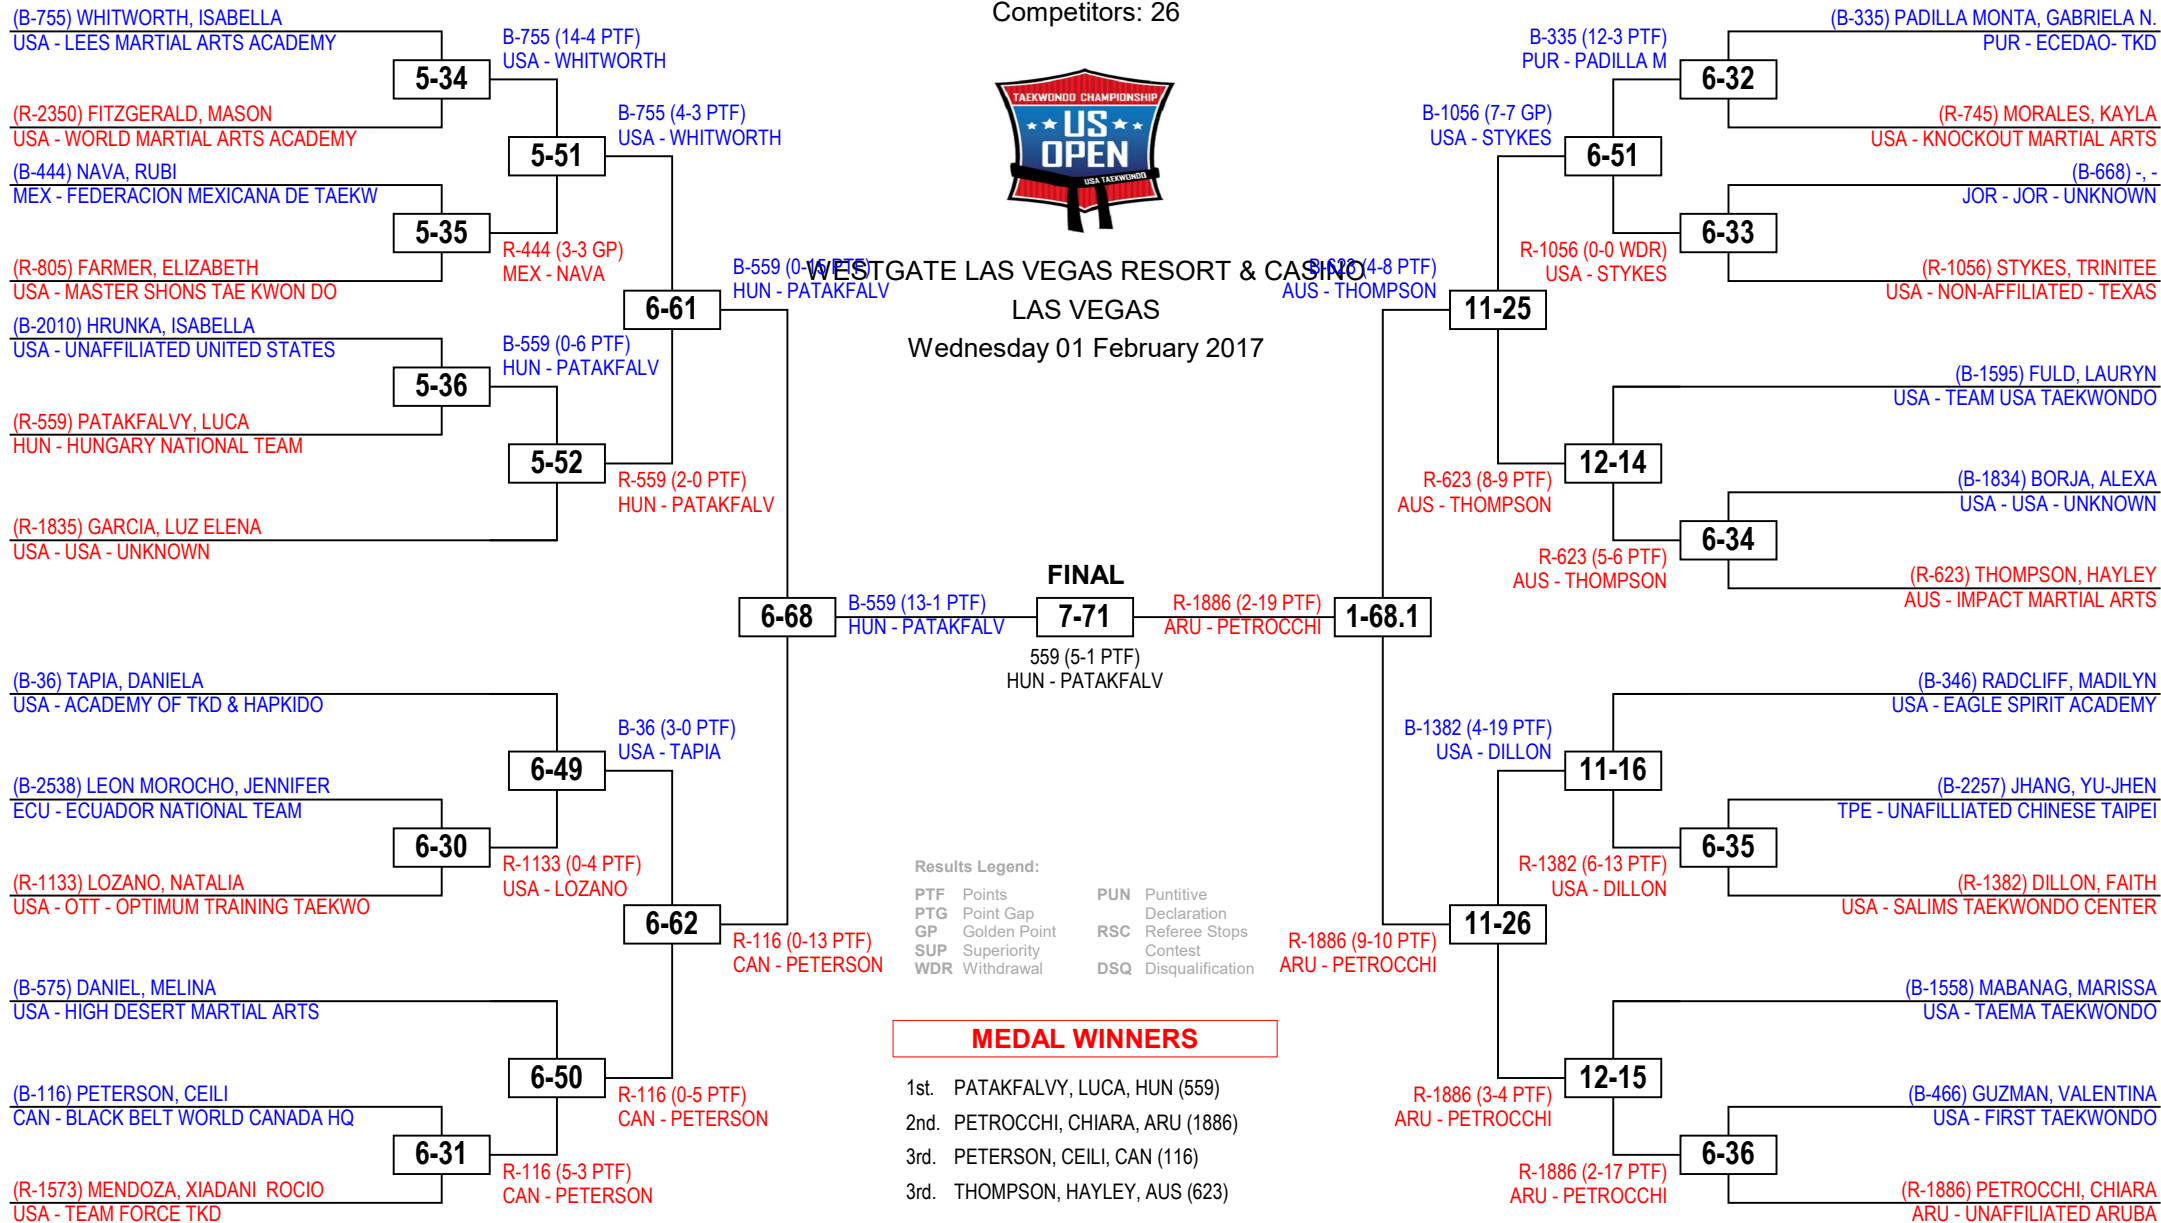 Competitors: 26
TAEKWONDO CHAMPIONSHIP
US
OPEN
USA TAEKWONDO
WESTGATE LAS VEGAS RESORT & CASINO
LAS VEGAS
Wednesday 01 February 2017
(B-755) WHITWORTH, ISABELLA
USA - LEES MARTIAL ARTS ACADEMY
5-34
(R-2350) FITZGERALD, MASON
USA - WORLD MARTIAL ARTS ACADEMY
(B-444) NAVA, RUBI
MEX - FEDERACION MEXICANA DE TAEKW
5-35
(R-805) FARMER, ELIZABETH
USA - MASTER SHONS TAE KWON DO
(B-2010) HRUNKA, ISABELLA
USA - UNAFFILIATED UNITED STATES
5-36
(R-559) PATAKFALVY, LUCA
HUN - HUNGARY NATIONAL TEAM
(R-1835) GARCIA, LUZ ELENA
USA - USA - UNKNOWN
(B-36) TAPIA, DANIELA
USA - ACADEMY OF TKD & HAPKIDO
(B-2538) LEON MOROCHO, JENNIFER
ECU - ECUADOR NATIONAL TEAM
6-30
(R-1133) LOZANO, NATALIA
USA - OTT - OPTIMUM TRAINING TAEKWO
(B-575) DANIEL, MELINA
USA - HIGH DESERT MARTIAL ARTS
(B-116) PETERSON, CEILI
CAN - BLACK BELT WORLD CANADA HQ
6-31
(R-1573) MENDOZA, XIADANI  ROCIO
USA - TEAM FORCE TKD
B-755 (14-4 PTF)
USA - WHITWORTH
5-51
R-444 (3-3 GP)
MEX - NAVA
B-559 (0-6 PTF)
HUN - PATAKFALV
5-52
6-49
R-1133 (0-4 PTF)
USA - LOZANO
6-50
R-116 (5-3 PTF)
CAN - PETERSON
B-755 (4-3 PTF)
USA - WHITWORTH
6-61
R-559 (2-0 PTF)
HUN - PATAKFALV
B-36 (3-0 PTF)
USA - TAPIA
6-62
R-116 (0-5 PTF)
CAN - PETERSON
B-559 (0-15 PTF)
HUN - PATAKFALV
6-68
R-116 (0-13 PTF)
CAN - PETERSON
B-559 (13-1 PTF)
HUN - PATAKFALV
FINAL
7-71
559 (5-1 PTF)
HUN - PATAKFALV
R-1886 (2-19 PTF)
ARU - PETROCCHI
1-68.1
B-623 (4-8 PTF)
AUS - THOMPSON
R-1886 (9-10 PTF)
ARU - PETROCCHI
B-1056 (7-7 GP)
USA - STYKES
11-25
R-623 (8-9 PTF)
AUS - THOMPSON
B-1382 (4-19 PTF)
USA - DILLON
11-26
R-1886 (3-4 PTF)
ARU - PETROCCHI
B-335 (12-3 PTF)
PUR - PADILLA M
6-51
R-1056 (0-0 WDR)
USA - STYKES
12-14
R-623 (5-6 PTF)
AUS - THOMPSON
11-16
R-1382 (6-13 PTF)
USA - DILLON
12-15
R-1886 (2-17 PTF)
ARU - PETROCCHI
(B-335) PADILLA MONTA, GABRIELA N.
PUR - ECEDAO- TKD
6-32
(R-745) MORALES, KAYLA
USA - KNOCKOUT MARTIAL ARTS
(B-668) -, -
JOR - JOR - UNKNOWN
6-33
(R-1056) STYKES, TRINITEE
USA - NON-AFFILIATED - TEXAS
(B-1595) FULD, LAURYN
USA - TEAM USA TAEKWONDO
(B-1834) BORJA, ALEXA
USA - USA - UNKNOWN
6-34
(R-623) THOMPSON, HAYLEY
AUS - IMPACT MARTIAL ARTS
(B-346) RADCLIFF, MADILYN
USA - EAGLE SPIRIT ACADEMY
(B-2257) JHANG, YU-JHEN
TPE - UNAFILLIATED CHINESE TAIPEI
6-35
(R-1382) DILLON, FAITH
USA - SALIMS TAEKWONDO CENTER
(B-1558) MABANAG, MARISSA
USA - TAEMA TAEKWONDO
(B-466) GUZMAN, VALENTINA
USA - FIRST TAEKWONDO
6-36
(R-1886) PETROCCHI, CHIARA
ARU - UNAFFILIATED ARUBA
Results Legend:
PTF Points
PTG Point Gap
GP Golden Point
SUP Superiority
WDR Withdrawal
PUN Puntitive
Declaration
RSC Referee Stops
Contest
DSQ Disqualification
MEDAL WINNERS
1st. PATAKFALVY, LUCA, HUN (559)
2nd. PETROCCHI, CHIARA, ARU (1886)
3rd. PETERSON, CEILI, CAN (116)
3rd. THOMPSON, HAYLEY, AUS (623)